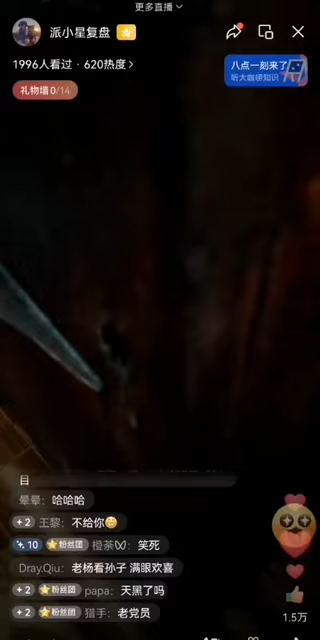 更多直播
派小星复盘
1996人看过 · 620热度
八点一刻来了
听大咖顿知识
礼物墙 0/14
目
晕晕: 哈哈哈
+2 王黎: 不给你😄
10 粉丝团 橙荼: 笑死
Dray.Qiu: 老杨看孙子 满眼欢喜
+2 粉丝团 papa: 天黑了吗
+2 粉丝团 猎手: 老党员
1.5万